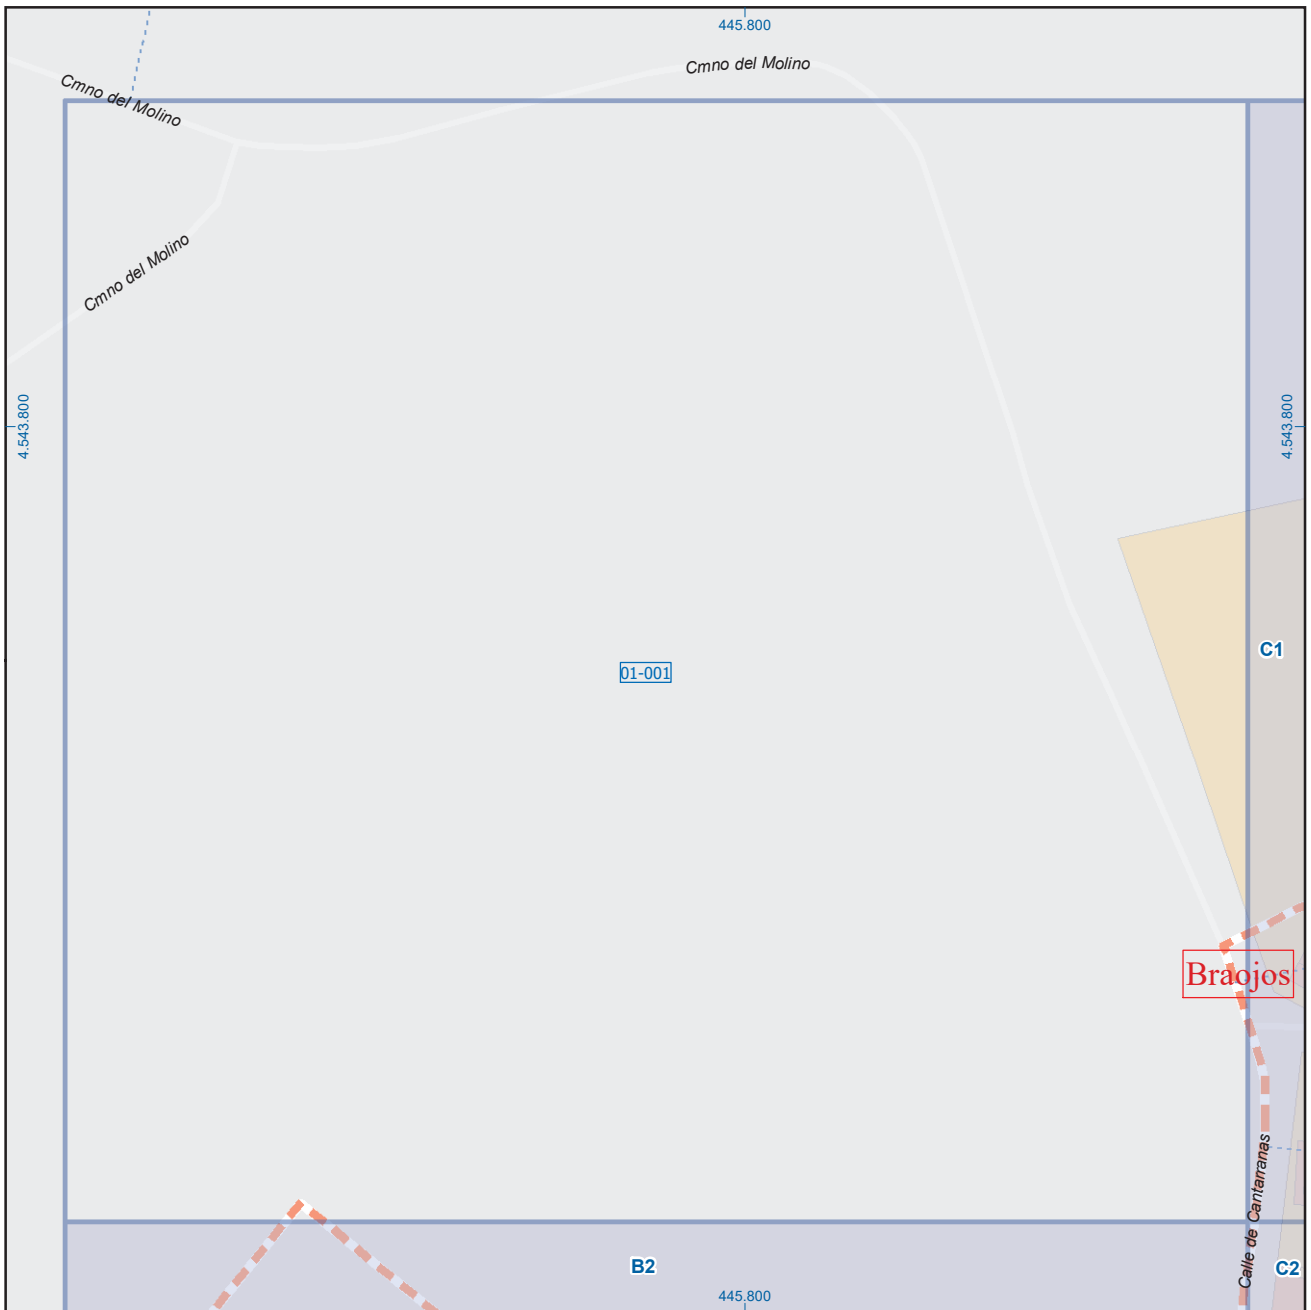 445.800
Cmno del Molino
Cmno del Molino
Cmno del Molino
4.543.800
4.543.800
C1
01-001
Braojos
Calle de Cantarranas
B2
C2
445.800